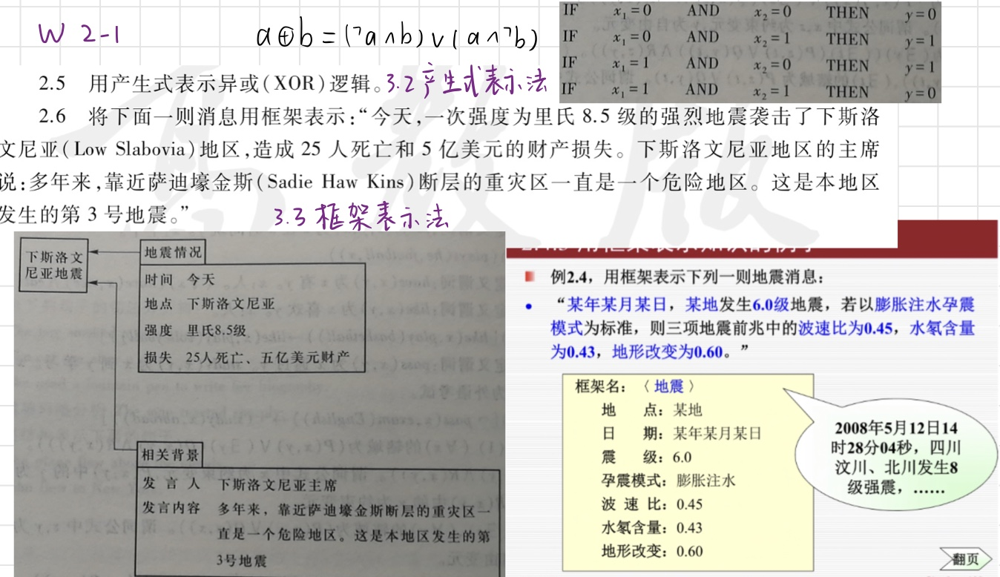 W 2-1
a⊕b=(¬a∧b)∨(a∧¬b)
IF x₁=0 AND x₂=0 THEN y=0
IF x₁=0 AND x₂=1 THEN y=1
IF x₁=1 AND x₂=0 THEN y=1
IF x₁=1 AND x₂=1 THEN y=0
2.5 用产生式表示异或(XOR)逻辑。3.2产生式表示法
2.6 将下面一则消息用框架表示:“今天,一次强度为里氏 8.5 级的强烈地震袭击了下斯洛
文尼亚(Low Slabovia)地区,造成 25 人死亡和 5 亿美元的财产损失。下斯洛文尼亚地区的主席
说:多年来,靠近萨迪壕金斯(Sadie Haw Kins)断层的重灾区一直是一个危险地区。这是本地区
发生的第 3 号地震。”
3.3框架表示法
下斯洛文
尼亚地震
地震情况
时间 今天
地点 下斯洛文尼亚
强度 里氏8.5级
损失 25人死亡、五亿美元财产
相关背景
发言人 下斯洛文尼亚主席
发言内容 多年来，靠近萨迪壕金斯断层的重灾区一
直是一个危险地区。这是本地区发生的第
3号地震
例2.4，用框架表示下列一则地震消息：
“某年某月某日，某地发生6.0级地震，若以膨胀注水孕震
模式为标准，则三项地震前兆中的波速比为0.45，水氡含量
为0.43，地形改变为0.60。”
框架名：〈地震〉
地 点：某地
日 期：某年某月某日
震 级：6.0
孕震模式：膨胀注水
波 速 比：0.45
水氡含量：0.43
地形改变：0.60
2008年5月12日14
时28分04秒，四川
汶川、北川发生8
级强震，……
翻页